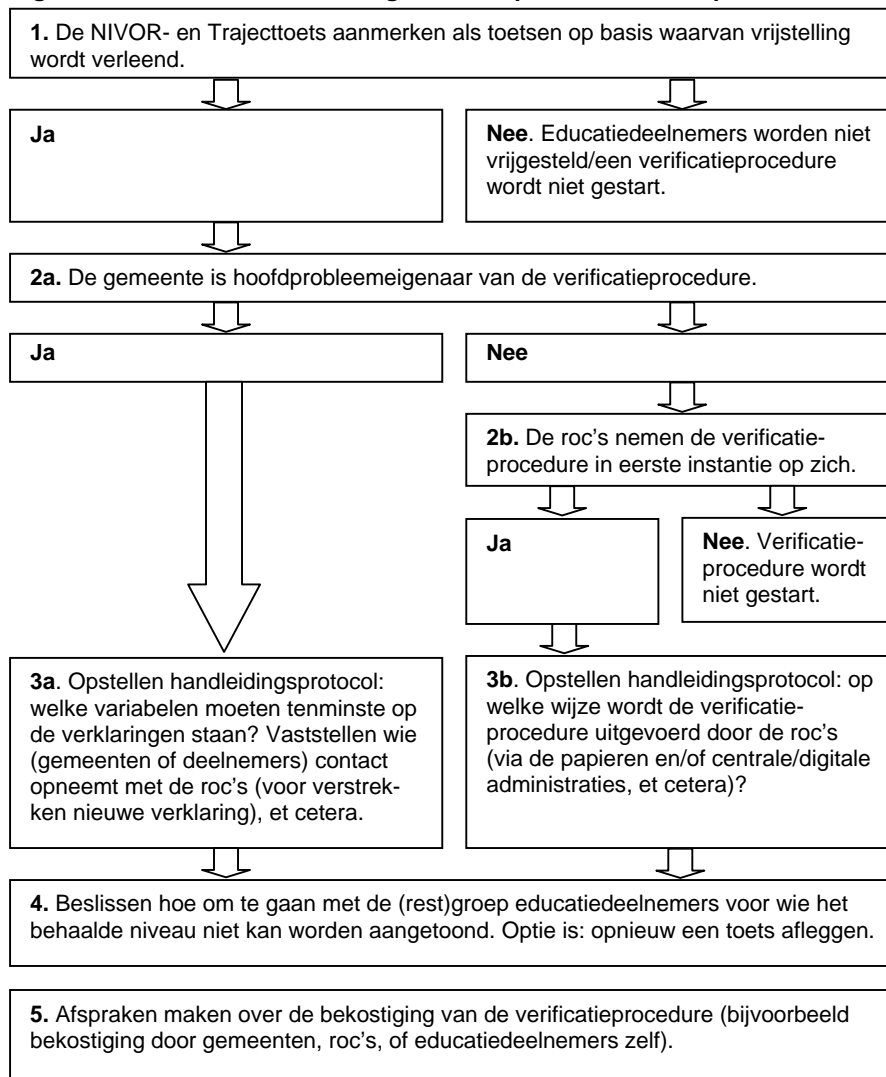 1. De NIVOR- en Trajecttoets aanmerken als toetsen op basis waarvan vrijstelling
wordt verleend.
Ja
Nee. Educatiedeelnemers worden niet
vrijgesteld/een verificatieprocedure
wordt niet gestart.
2a. De gemeente is hoofdprobleemeigenaar van de verificatieprocedure.
Ja
Nee
2b. De roc's nemen de verificatie-
procedure in eerste instantie op zich.
Ja
Nee. Verificatie-
procedure wordt
niet gestart.
3a. Opstellen handleidingsprotocol:
welke variabelen moeten tenminste op
de verklaringen staan? Vaststellen wie
(gemeenten of deelnemers) contact
opneemt met de roc's (voor verstrek-
ken nieuwe verklaring), et cetera.
3b. Opstellen handleidingsprotocol: op
welke wijze wordt de verificatie-
procedure uitgevoerd door de roc's
(via de papieren en/of centrale/digitale
administraties, et cetera)?
4. Beslissen hoe om te gaan met de (rest)groep educatiedeelnemers voor wie het
behaalde niveau niet kan worden aangetoond. Optie is: opnieuw een toets afleggen.
5. Afspraken maken over de bekostiging van de verificatieprocedure (bijvoorbeeld
bekostiging door gemeenten, roc's, of educatiedeelnemers zelf).